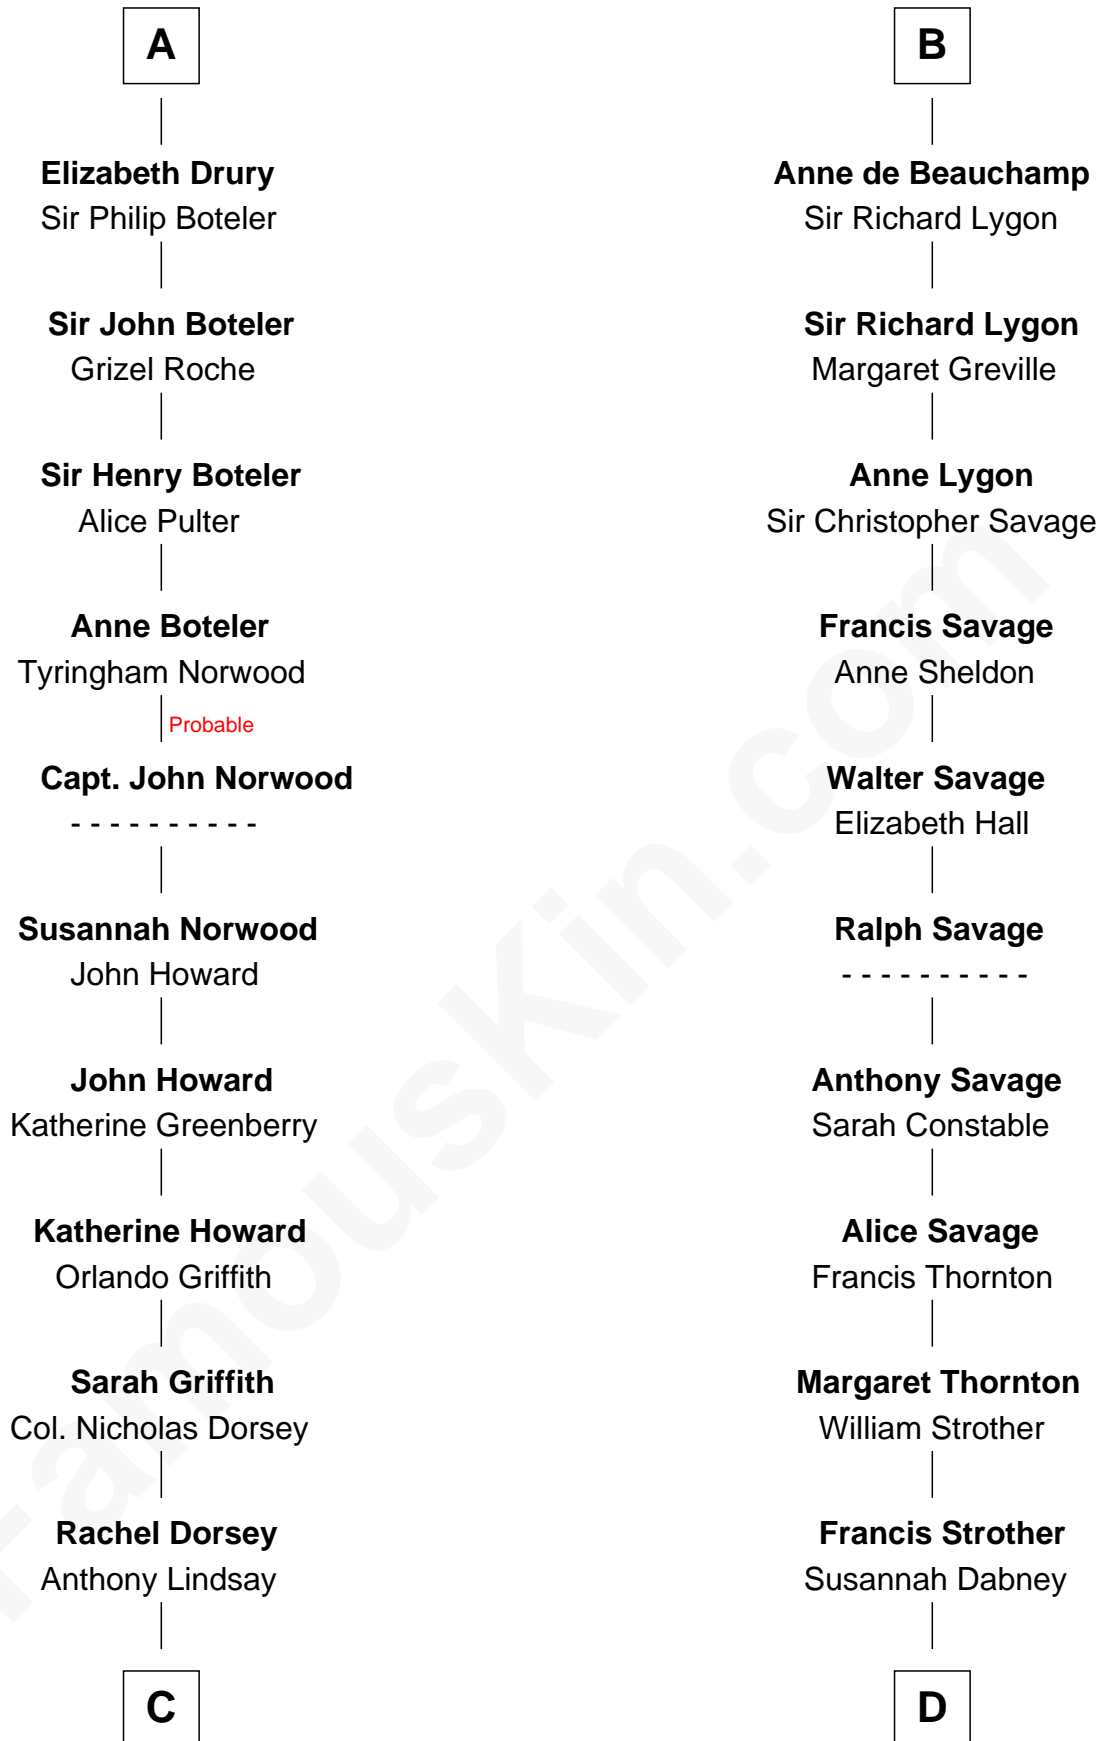 A
Elizabeth Drury
Sir Philip Boteler
Sir John Boteler
Grizel Roche
Sir Henry Boteler
Alice Pulter
Anne Boteler
Tyringham Norwood
Probable
Capt. John Norwood
- - - - - - - - - -
Susannah Norwood
John Howard
John Howard
Katherine Greenberry
Katherine Howard
Orlando Griffith
Sarah Griffith
Col. Nicholas Dorsey
Rachel Dorsey
Anthony Lindsay
C
B
Anne de Beauchamp
Sir Richard Lygon
Sir Richard Lygon
Margaret Greville
Anne Lygon
Sir Christopher Savage
Francis Savage
Anne Sheldon
Walter Savage
Elizabeth Hall
Ralph Savage
- - - - - - - - - -
Anthony Savage
Sarah Constable
Alice Savage
Francis Thornton
Margaret Thornton
William Strother
Francis Strother
Susannah Dabney
D
FamousKin.com